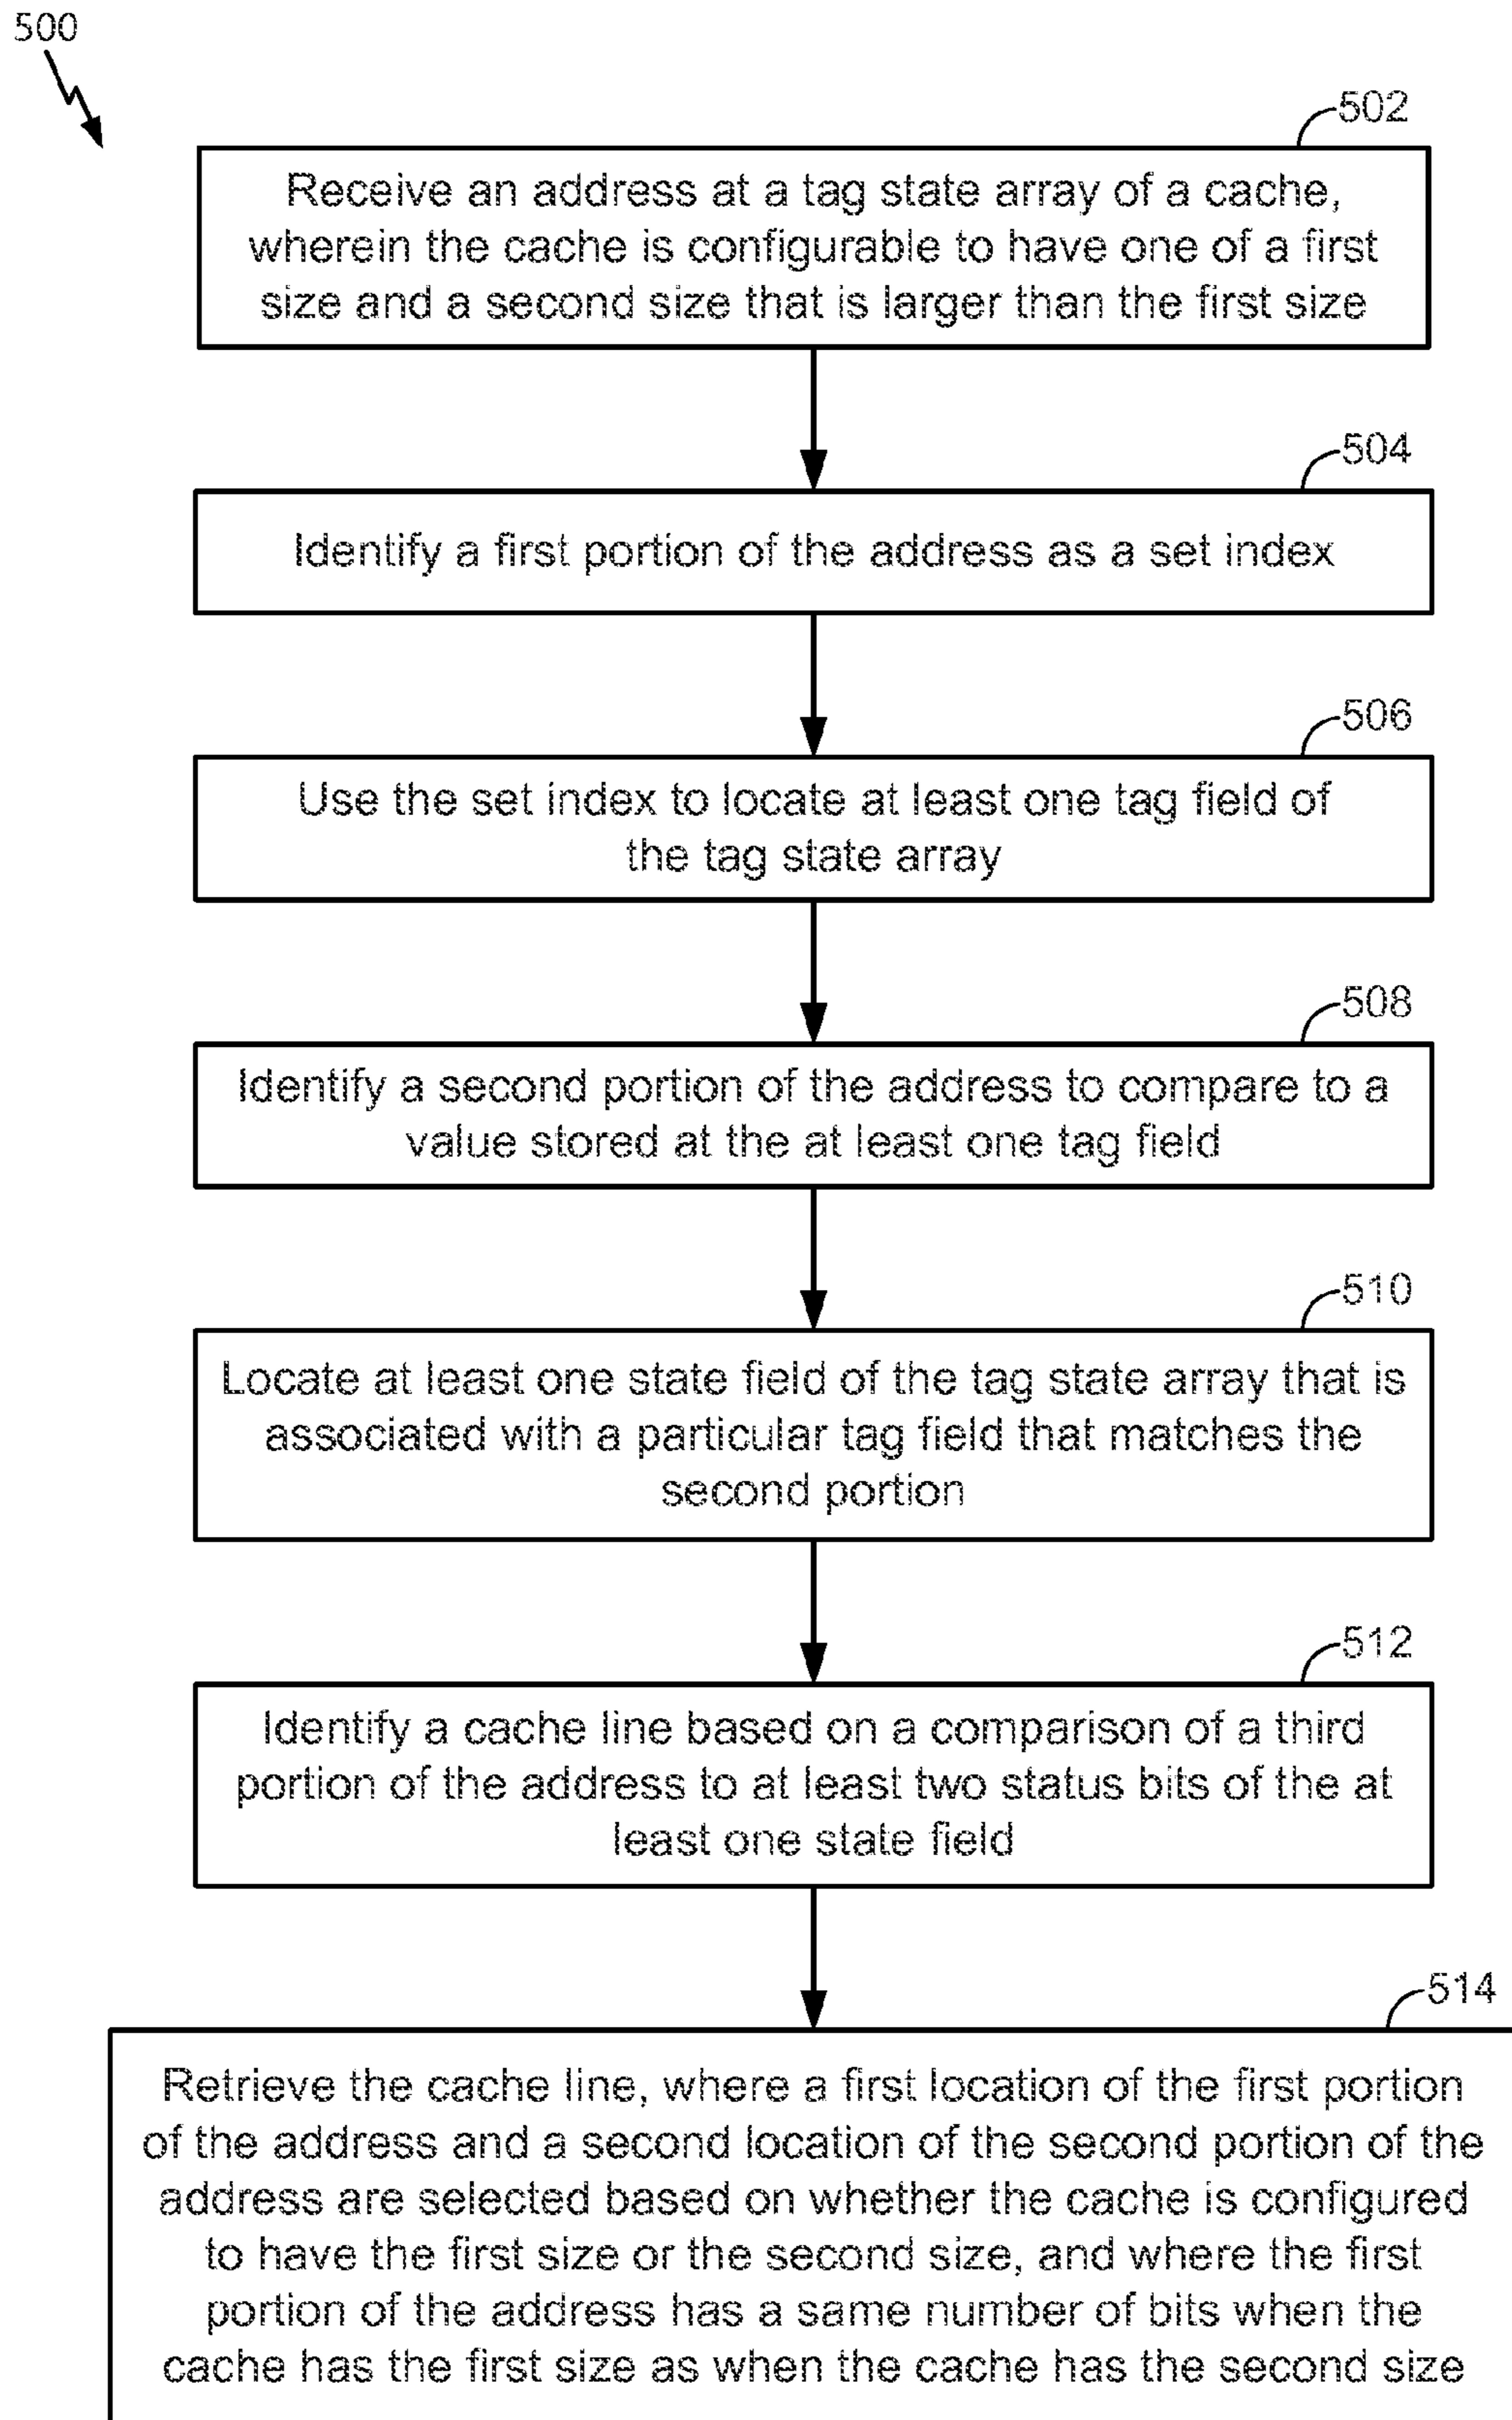 500
502
Receive an address at a tag state array of a cache,
wherein the cache is configurable to have one of a first
size and a second size that is larger than the first size
504
Identify a first portion of the address as a set index
506
Use the set index to locate at least one tag field of
the tag state array
508
Identify a second portion of the address to compare to a
value stored at the at least one tag field
510
Locate at least one state field of the tag state array that is
associated with a particular tag field that matches the
second portion
512
Identify a cache line based on a comparison of a third
portion of the address to at least two status bits of the at
least one state field
514
Retrieve the cache line, where a first location of the first portion
of the address and a second location of the second portion of the
address are selected based on whether the cache is configured
to have the first size or the second size, and where the first
portion of the address has a same number of bits when the
cache has the first size as when the cache has the second size